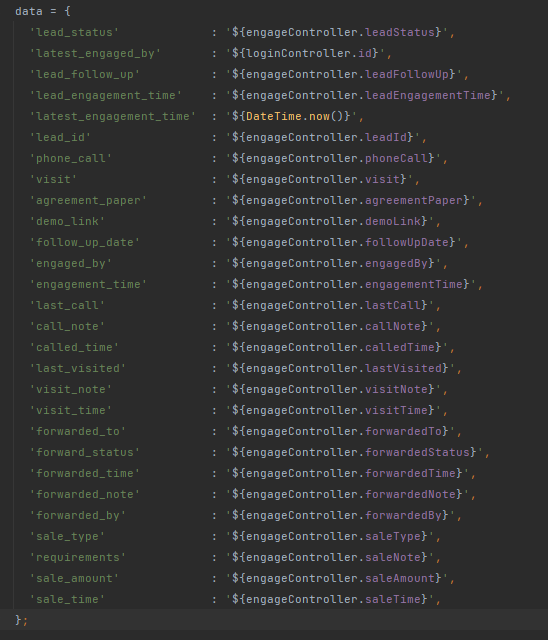 data = {
'lead_status' : '${engageController.leadStatus}',
'latest_engaged_by' : '${loginController.id}',
'lead_follow_up' : '${engageController.leadFollowUp}',
'lead_engagement_time' : '${engageController.leadEngagementTime}',
'latest_engagement_time' : '${DateTime.now()}',
'lead_id' : '${engageController.leadId}',
'phone_call' : '${engageController.phoneCall}',
'visit' : '${engageController.visit}',
'agreement_paper' : '${engageController.agreementPaper}',
'demo_link' : '${engageController.demoLink}',
'follow_up_date' : '${engageController.followUpDate}',
'engaged_by' : '${engageController.engagedBy}',
'engagement_time' : '${engageController.engagementTime}',
'last_call' : '${engageController.lastCall}',
'call_note' : '${engageController.callNote}',
'called_time' : '${engageController.calledTime}',
'last_visited' : '${engageController.lastVisited}',
'visit_note' : '${engageController.visitNote}',
'visit_time' : '${engageController.visitTime}',
'forwarded_to' : '${engageController.forwardedTo}',
'forward_status' : '${engageController.forwardedStatus}',
'forwarded_time' : '${engageController.forwardedTime}',
'forwarded_note' : '${engageController.forwardedNote}',
'forwarded_by' : '${engageController.forwardedBy}',
'sale_type' : '${engageController.saleType}',
'requirements' : '${engageController.saleNote}',
'sale_amount' : '${engageController.saleAmount}',
'sale_time' : '${engageController.saleTime}',
};